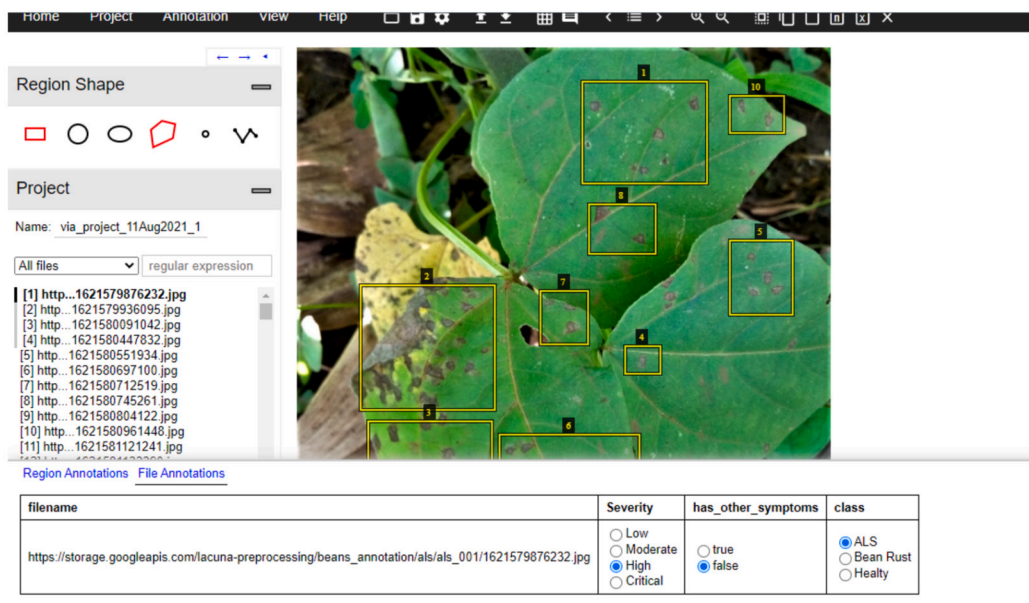 Home Project Annotation View Help
Region Shape
Project
Name: via_project_11Aug2021_1
All files regular expression
[1] http...1621579876232.jpg
[2] http...1621579936095.jpg
[3] http...1621580091042.jpg
[4] http...1621580447832.jpg
[5] http...1621580551934.jpg
[6] http...1621580697100.jpg
[7] http...1621580712519.jpg
[8] http...1621580745261.jpg
[9] http...1621580804122.jpg
[10] http...1621580961448.jpg
[11] http...1621581121241.jpg
1
10
8
5
2
7
4
3
6
Region Annotations File Annotations
filename Severity has_other_symptoms class
https://storage.googleapis.com/lacuna-preprocessing/beans_annotation/als/als_001/1621579876232.jpg
Low
Moderate
High
Critical
true
false
ALS
Bean Rust
Healty